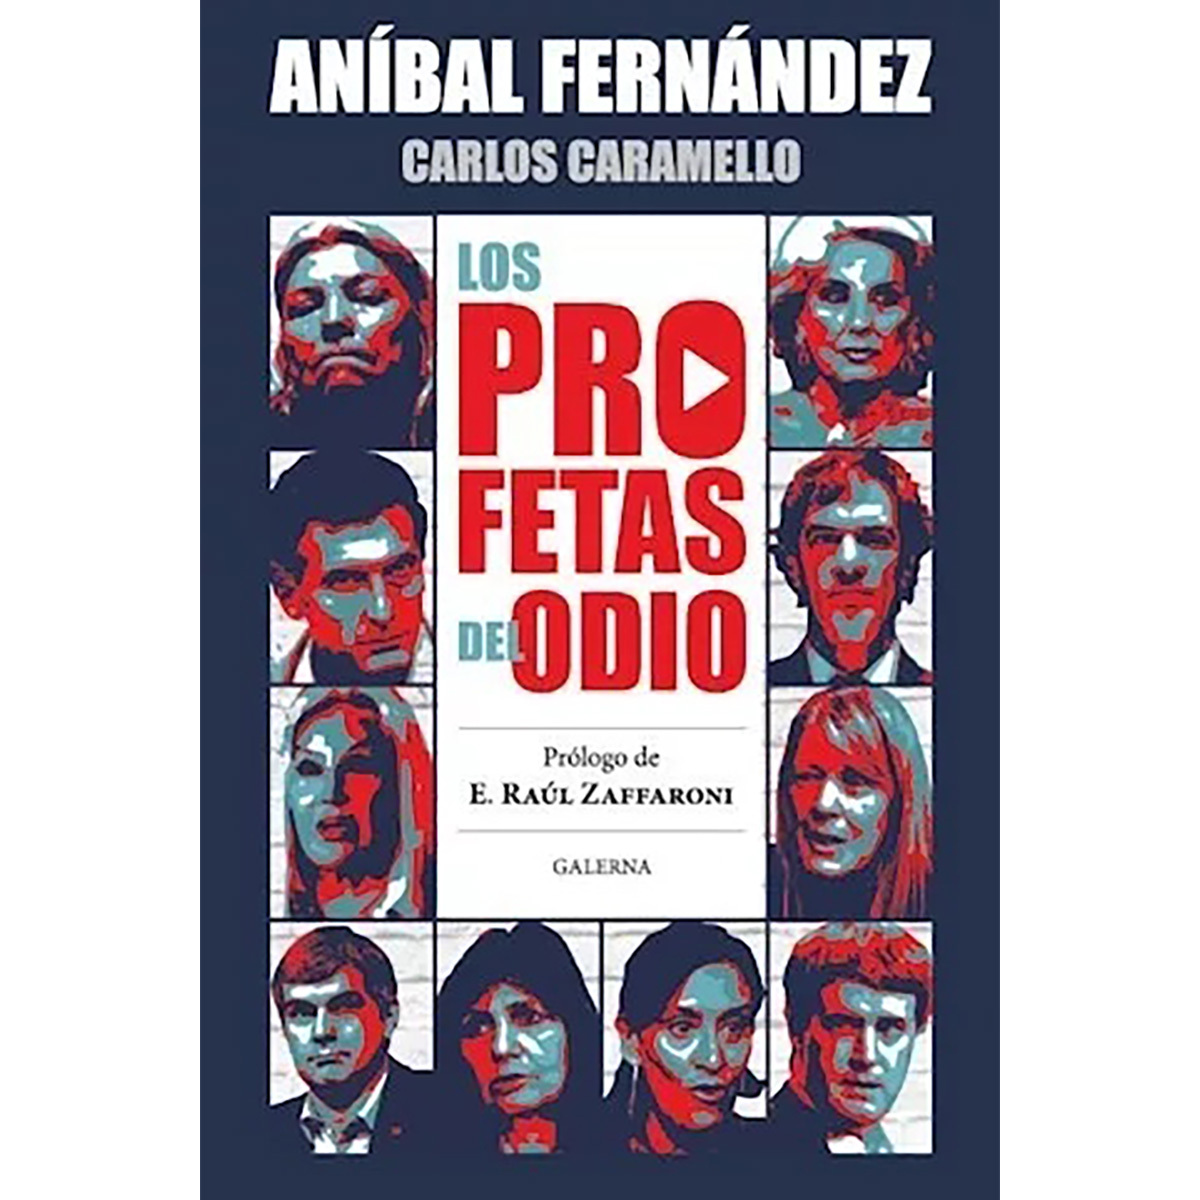 ANÍBAL FERNÁNDEZ
CARLOS CARAMELLO
LOS
PRO
FETAS
DEL ODIO
Prólogo de
E. RAÚL ZAFFARONI
GALERNA